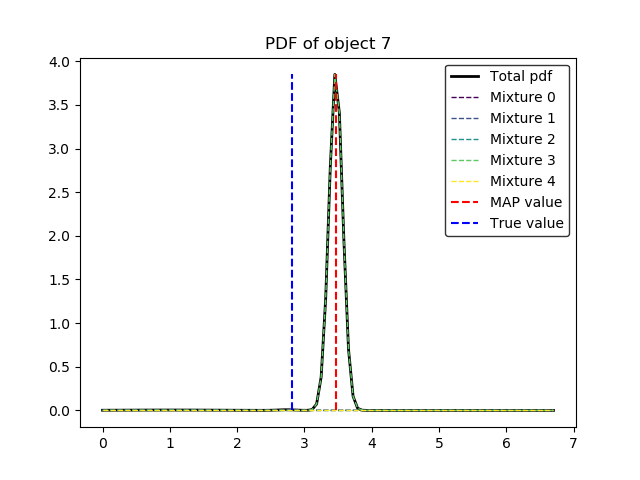 PDF of object 7
4.0
3.5
3.0
2.5
2.0
1.5
1.0
0.5
0.0
0 1 2 3 4 5 6 7
Total pdf
Mixture 0
Mixture 1
Mixture 2
Mixture 3
Mixture 4
MAP value
True value